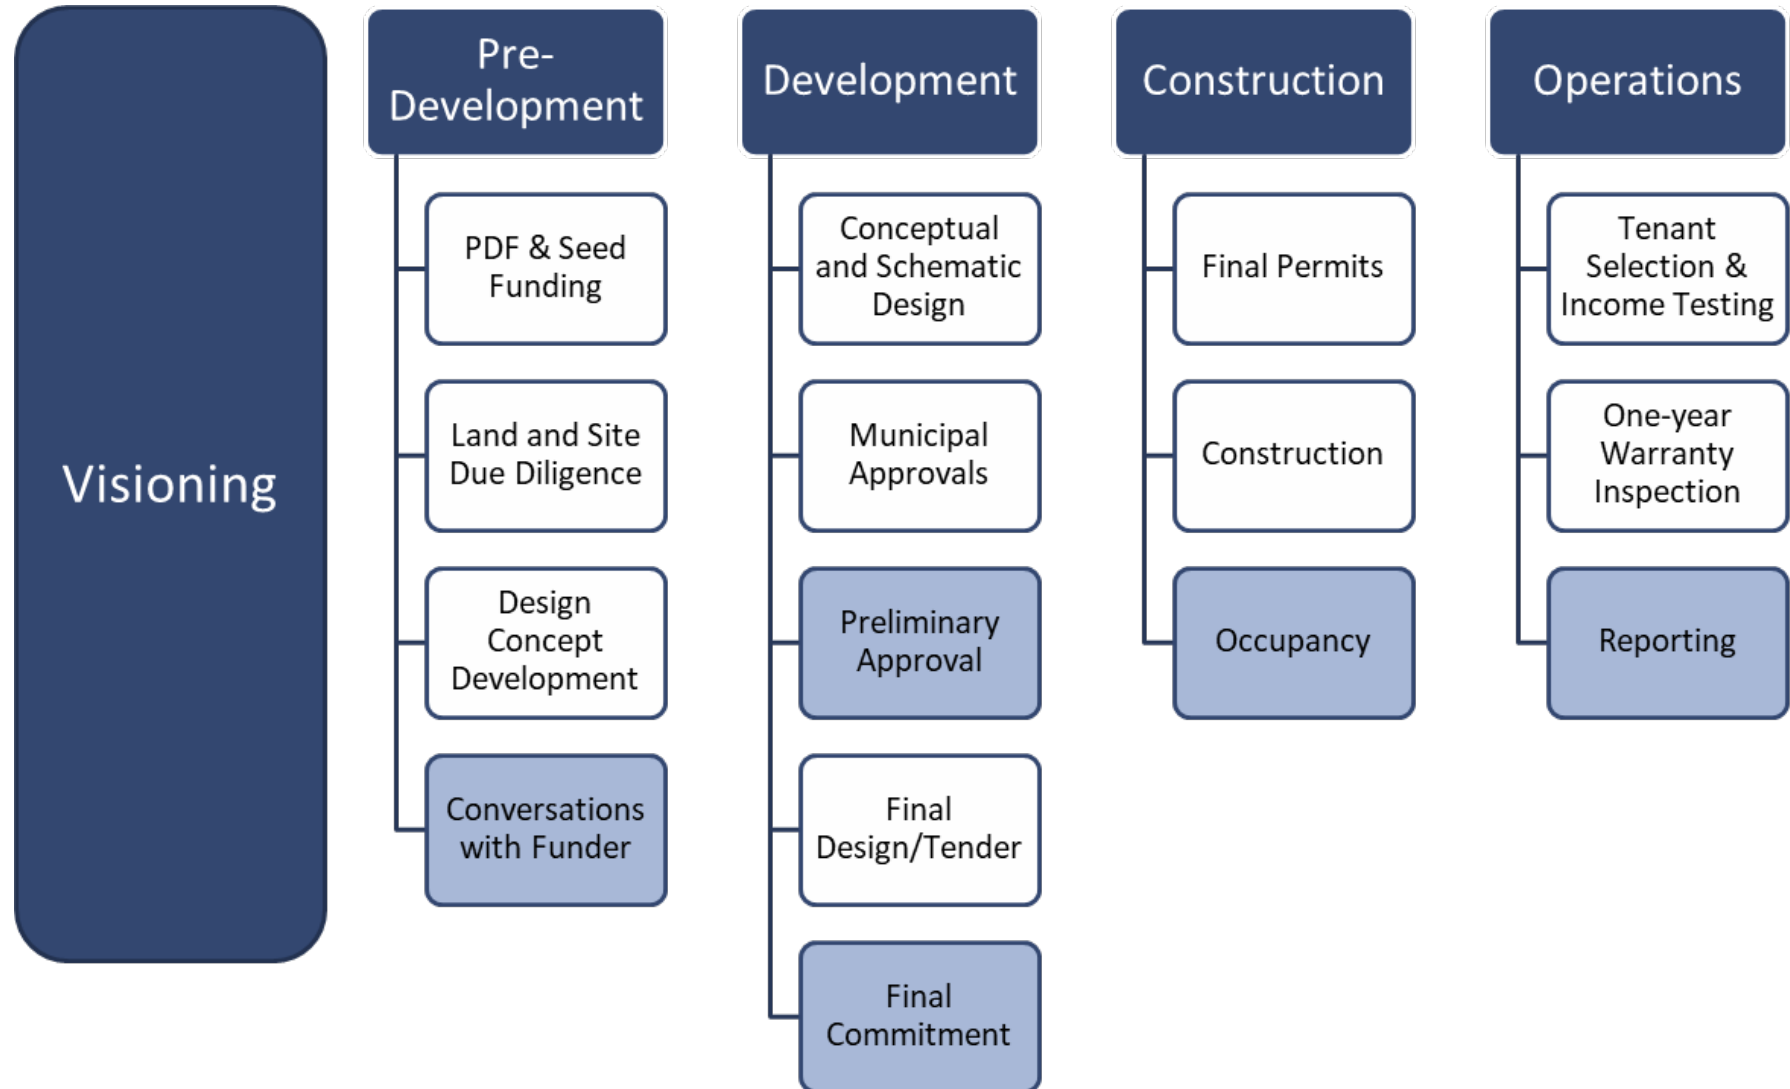 Visioning
Pre-
Development
PDF & Seed
Funding
Land and Site
Due Diligence
Design
Concept
Development
Conversations
with Funder
Development
Conceptual
and Schematic
Design
Municipal
Approvals
Preliminary
Approval
Final
Design/Tender
Final
Commitment
Construction
Final Permits
Construction
Occupancy
Operations
Tenant
Selection &
Income Testing
One-year
Warranty
Inspection
Reporting